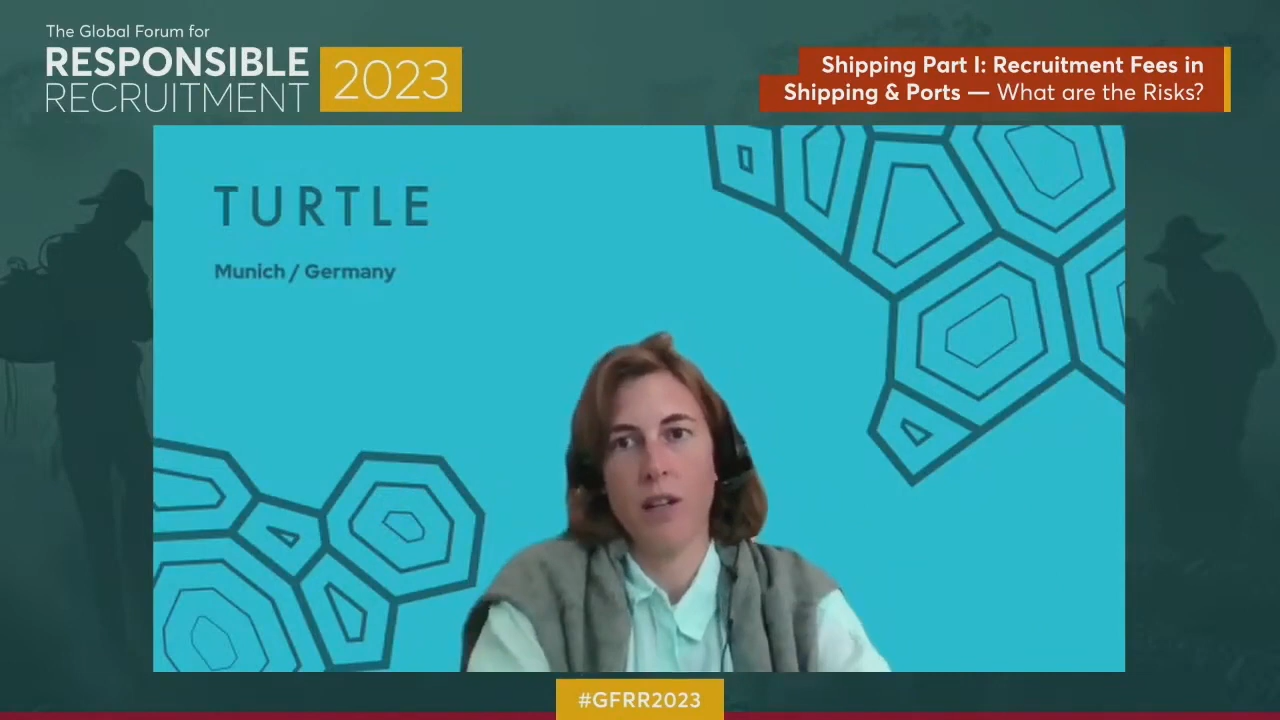 The Global Forum for
RESPONSIBLE
RECRUITMENT
2023
Shipping Part I: Recruitment Fees in
Shipping & Ports — What are the Risks?
TURTLE
Munich / Germany
#GFRR2023